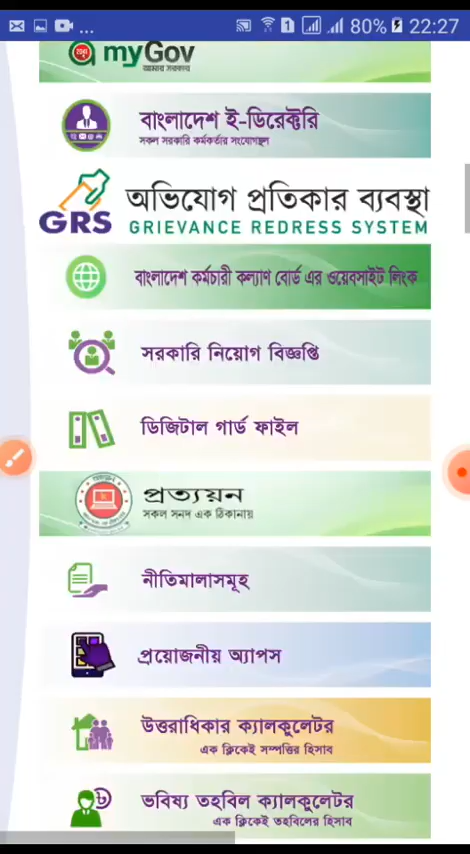 80% 22:27
myGov
আমার সরকার
বাংলাদেশ ই-ডিরেক্টরি
সকল সরকারি কর্মকর্তার সংযোগস্থল
GRS
অভিযোগ প্রতিকার ব্যবস্থা
GRIEVANCE REDRESS SYSTEM
বাংলাদেশ কর্মচারী কল্যাণ বোর্ড এর ওয়েবসাইট লিংক
সরকারি নিয়োগ বিজ্ঞপ্তি
ডিজিটাল গার্ড ফাইল
প্রত্যয়ন
সকল সনদ এক ঠিকানায়
নীতিমালাসমূহ
প্রয়োজনীয় অ্যাপস
উত্তরাধিকার ক্যালকুলেটর
এক ক্লিকেই সম্পত্তির হিসাব
ভবিষ্য তহবিল ক্যালকুলেটর
এক ক্লিকেই তহবিলের হিসাব